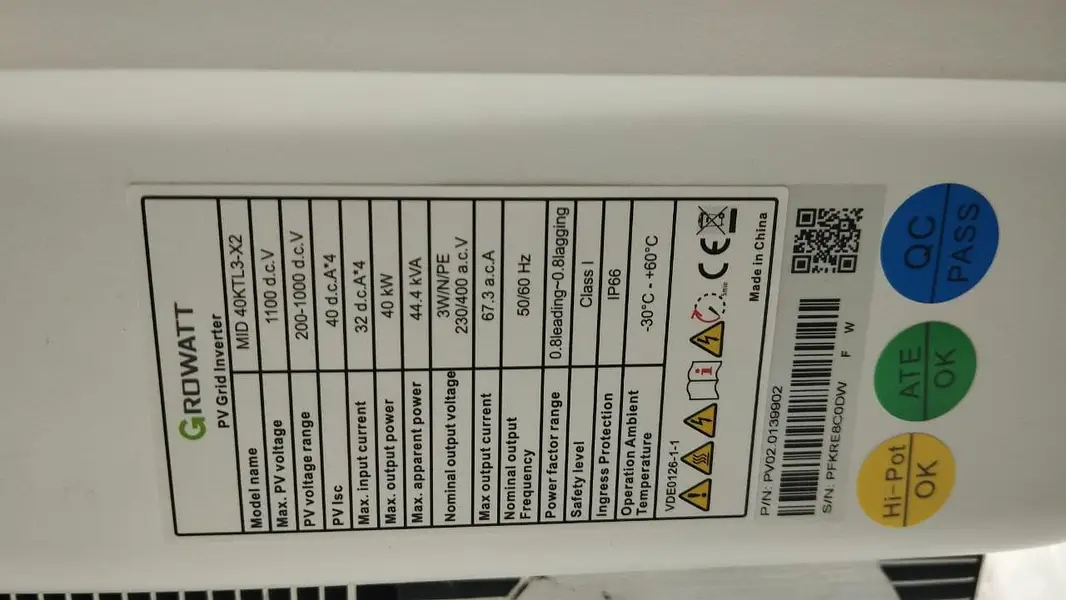 GROWATT
PV Grid Inverter
Model name MID 40KTL3-X2
Max. PV voltage 1100 d.c.V
PV voltage range 200-1000 d.c.V
PV Isc 40 d.c.A*4
Max. input current 32 d.c.A*4
Max. output power 40 kW
Max. apparent power 44.4 kVA
Nominal output voltage 3W/N/PE
230/400 a.c.V
Max output current 67.3 a.c.A
Nominal output
Frequency 50/60 Hz
Power factor range 0.8leading~0.8lagging
Safety level Class I
Ingress Protection IP66
Operation Ambient
Temperature -30°C - +60°C
VDE0126-1-1
CE
Made in China
P/N: PV02.0139902
S/N: PFKRE8C0DW F W
Hi-Pot
OK
ATE
OK
QC
PASS